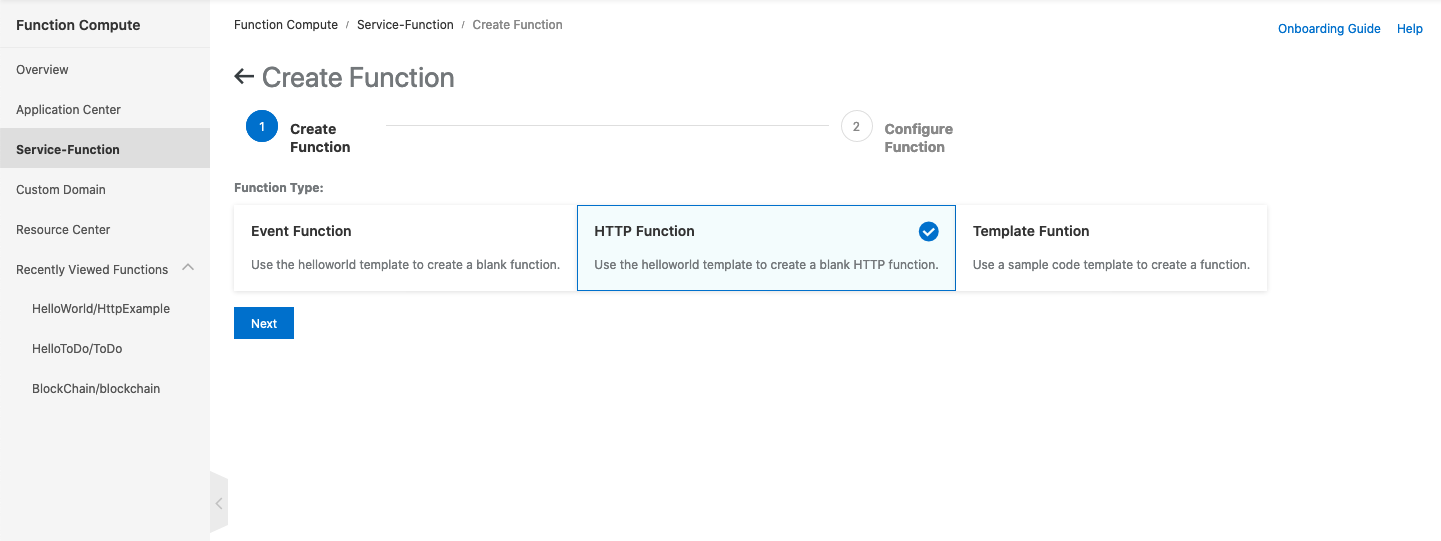 Function Compute
Overview
Application Center
Service-Function
Custom Domain
Resource Center
Recently Viewed Functions
HelloWorld/HttpExample
HelloToDo/ToDo
BlockChain/blockchain
Function Compute / Service-Function / Create Function
Onboarding Guide Help
Create Function
1 Create
Function
2 Configure
Function
Function Type:
Event Function
Use the helloworld template to create a blank function.
HTTP Function
Use the helloworld template to create a blank HTTP function.
Template Funtion
Use a sample code template to create a function.
Next